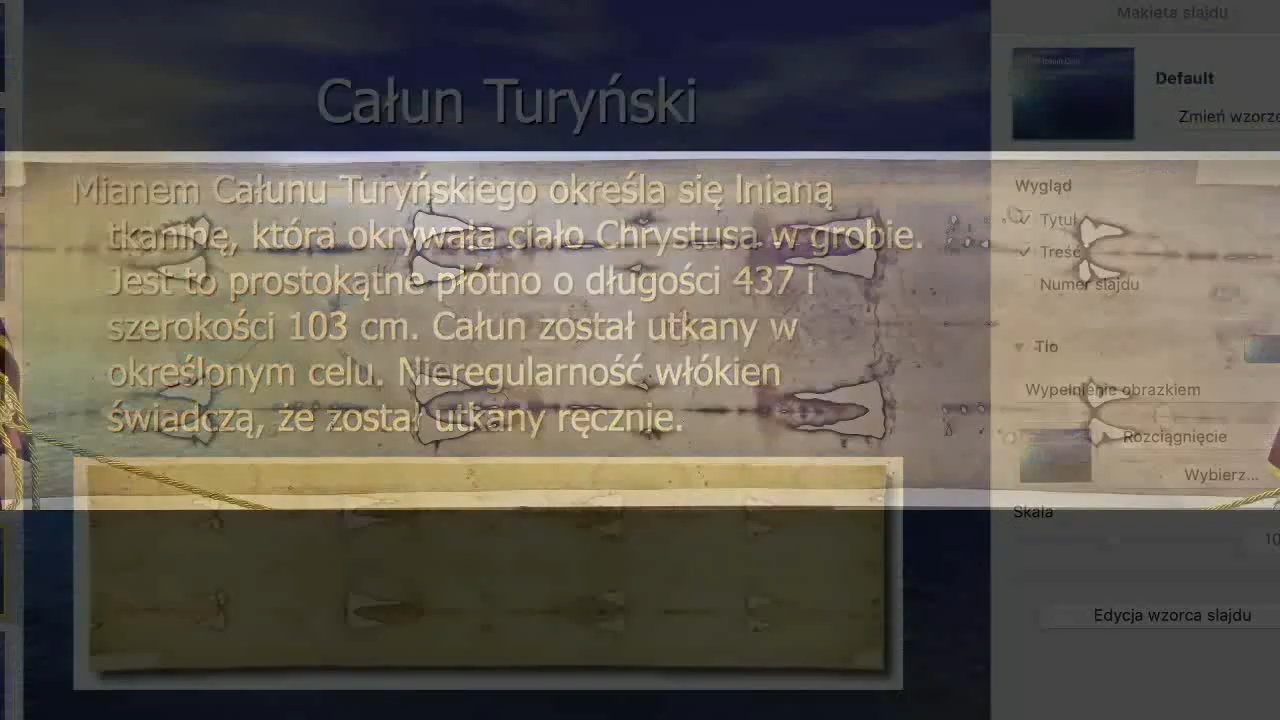 Makieta slajdu
Całun Turyński
Default
Zmień wzorze
Mianem Całunu Turyńskiego określa się lnianą
tkaninę, która okrywała ciało Chrystusa w grobie.
Jest to prostokątne płótno o długości 437 i
szerokości 103 cm. Całun został utkany w
określonym celu. Nieregularność włókien
świadczą, że został utkany ręcznie.
Wygląd
Tytuł
Treść
Numer slajdu
Tło
Wypełnienie obrazkiem
Rozciągnięcie
Wybierz...
Skala
10
Edycja wzorca slajdu